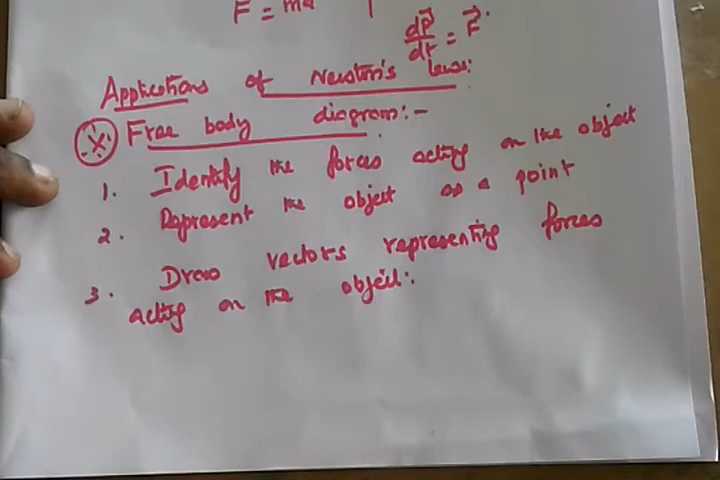 F = ma
dP⃗/dt = F⃗.
Applications of Newton's laws:
(X) Free body diagram:-
1. Identify the forces acting on the object
2. Represent the object as a point
3. Draw vectors representing forces
acting on the object: